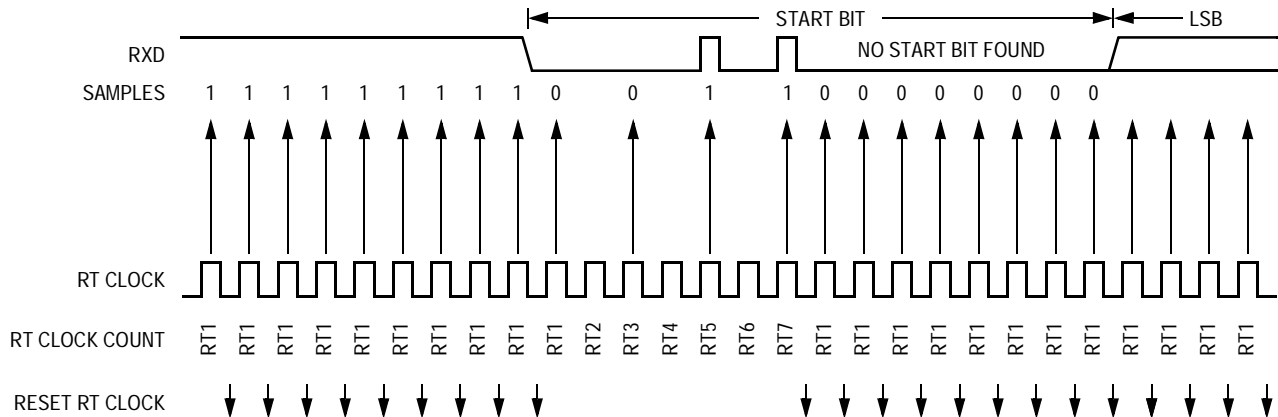 START BIT LSB
RXD NO START BIT FOUND
SAMPLES 1 1 1 1 1 1 1 1 1 0 0 1 1 0 0 0 0 0 0 0 0
RT CLOCK
RT CLOCK COUNT RT1 RT1 RT1 RT1 RT1 RT1 RT1 RT1 RT1 RT1 RT2 RT3 RT4 RT5 RT6 RT7 RT1 RT1 RT1 RT1 RT1 RT1 RT1 RT1 RT1 RT1 RT1 RT1
RESET RT CLOCK